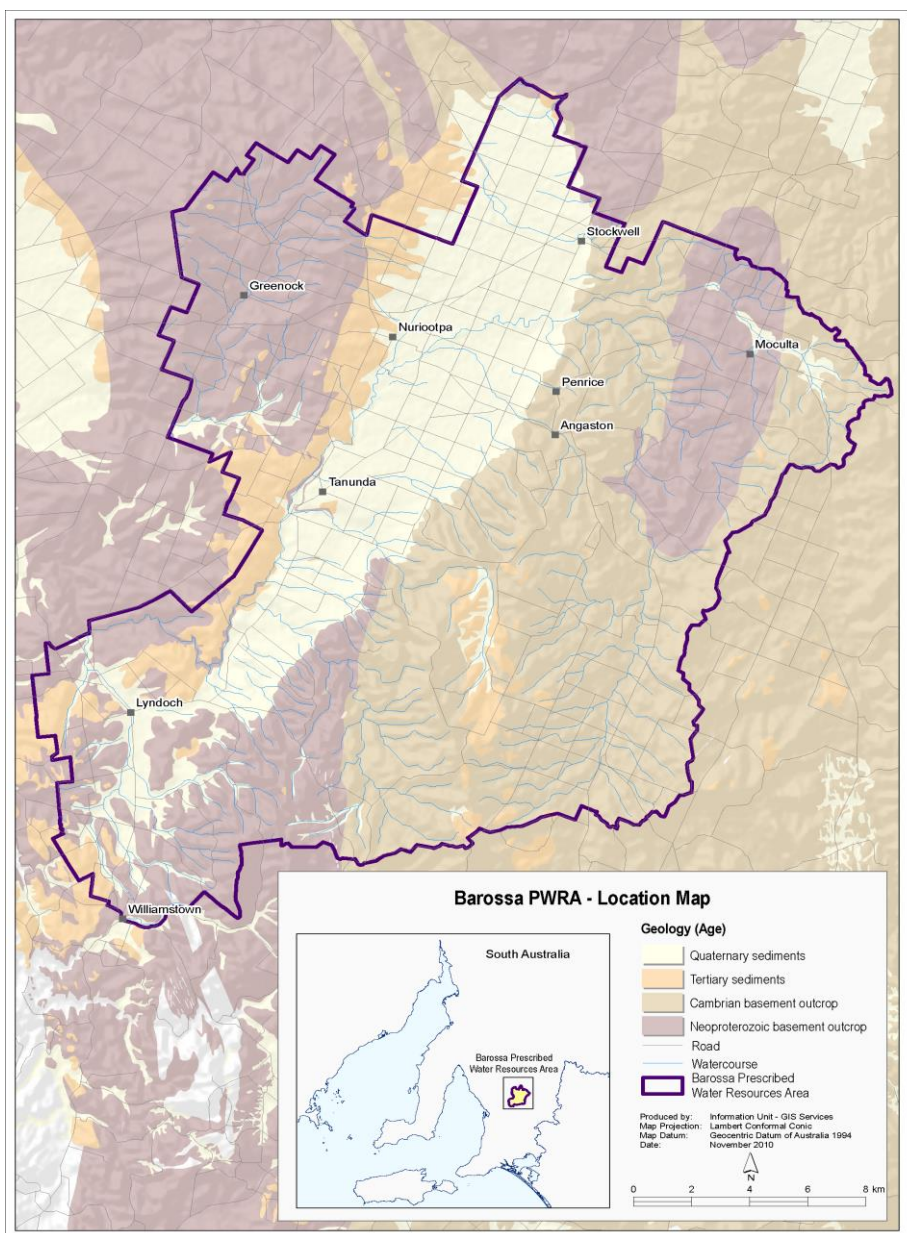 Stockwell
Greenock
Nuriootpa
Moculta
Penrice
Angaston
Tanunda
Lyndoch
Williamstown
Barossa PWRA - Location Map
South Australia
Barossa Prescribed
Water Resources Area
Geology (Age)
Quaternary sediments
Tertiary sediments
Cambrian basement outcrop
Neoproterozoic basement outcrop
Road
Watercourse
Barossa Prescribed
Water Resources Area
Produced by: Information Unit - GIS Services
Map Projection: Lambert Conformal Conic
Map Datum: Geocentric Datum of Australia 1994
Date: November 2010
N
0 2 4 6 8 km